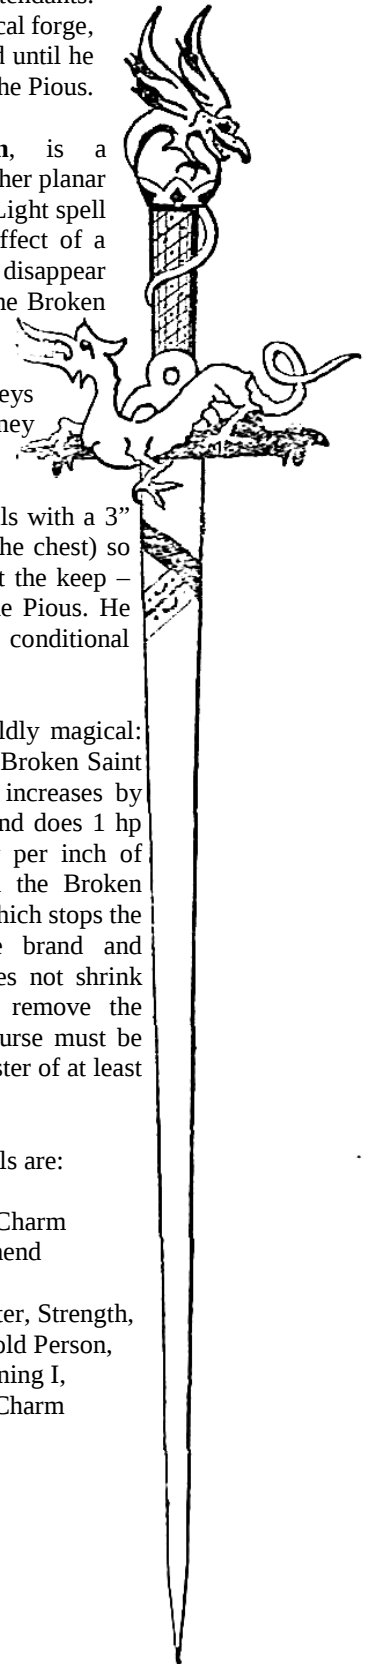 tendants.
cal forge,
d until he
he Pious.
n, is a
ther planar
Light spell
ffect of a
disappear
he Broken
eys
ney
ls with a 3”
he chest) so
t the keep –
e Pious. He
conditional
ldly magical:
Broken Saint
increases by
nd does 1 hp
per inch of
the Broken
hich stops the
brand and
es not shrink
remove the
urse must be
ster of at least
ls are:
Charm
nend
ter, Strength,
old Person,
ning I,
Charm